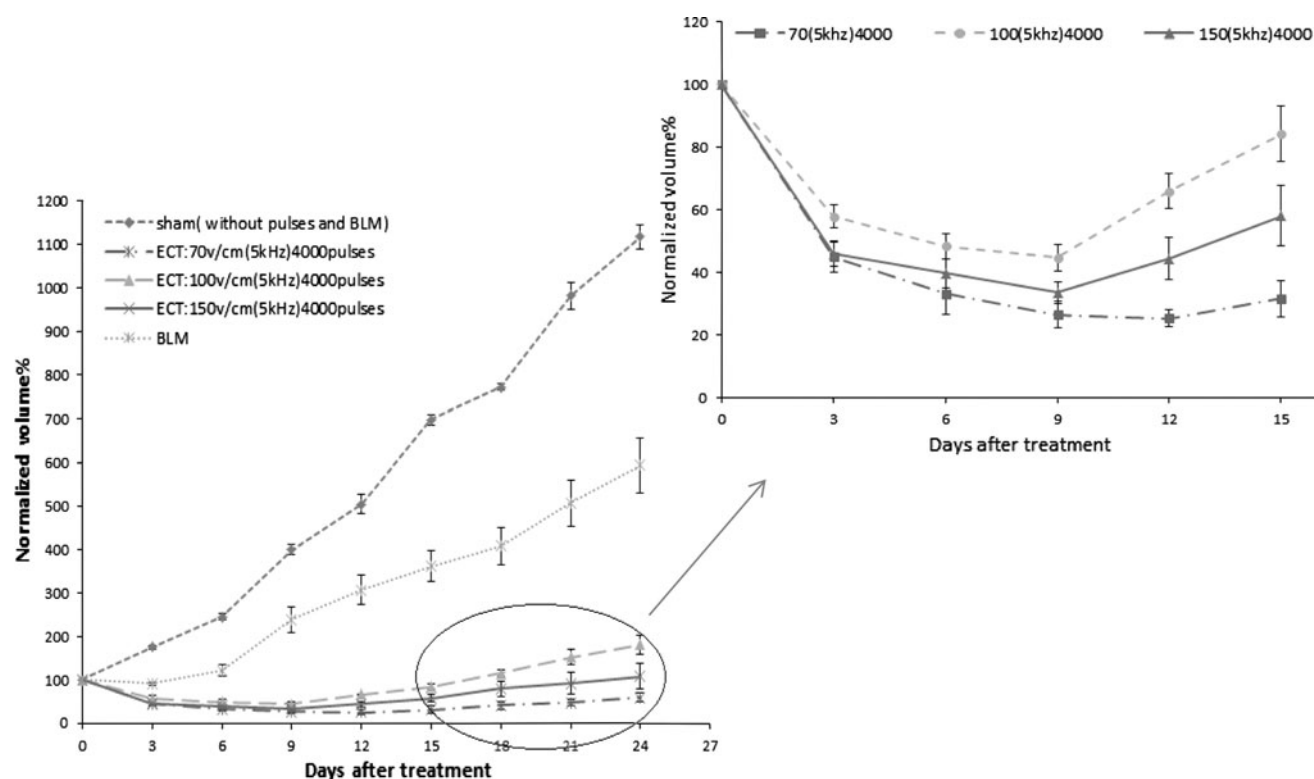 120
100
80
60
40
20
0
Normalized volume%
70(5khz)4000 100(5khz)4000 150(5khz)4000
0 3 6 9 12 15
Days after treatment
1200
1100
1000
900
800
700
600
500
400
300
200
100
0
Normalized volume%
sham( without pulses and BLM)
ECT:70v/cm(5kHz)4000pulses
ECT:100v/cm(5kHz)4000pulses
ECT:150v/cm(5kHz)4000pulses
BLM
0 3 6 9 12 15 18 21 24 27
Days after treatment